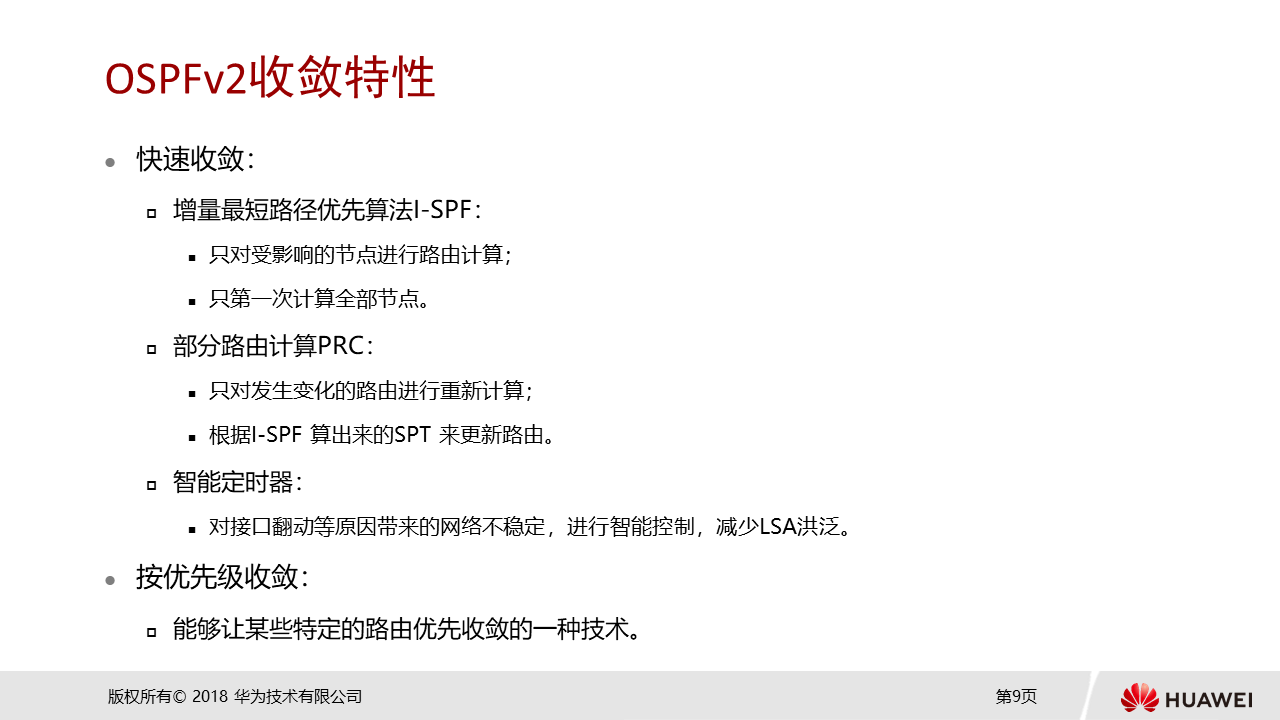 OSPFv2收敛特性
快速收敛：
增量最短路径优先算法I-SPF：
只对受影响的节点进行路由计算；
只第一次计算全部节点。
部分路由计算PRC：
只对发生变化的路由进行重新计算；
根据I-SPF 算出来的SPT 来更新路由。
智能定时器：
对接口翻动等原因带来的网络不稳定，进行智能控制，减少LSA洪泛。
按优先级收敛：
能够让某些特定的路由优先收敛的一种技术。
版权所有© 2018 华为技术有限公司
第9页
HUAWEI